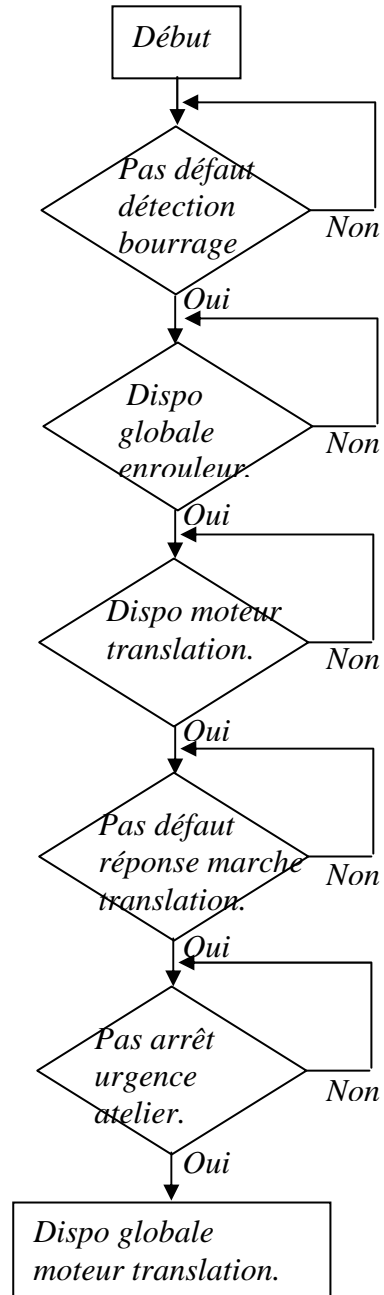 Début
Pas défaut
détection
bourrage
Non
Oui
Dispo
globale
enrouleur.
Non
Oui
Dispo moteur
translation.
Non
Oui
Pas défaut
réponse marche
translation.
Non
Oui
Pas arrêt
urgence
atelier.
Non
Oui
Dispo globale
moteur translation.